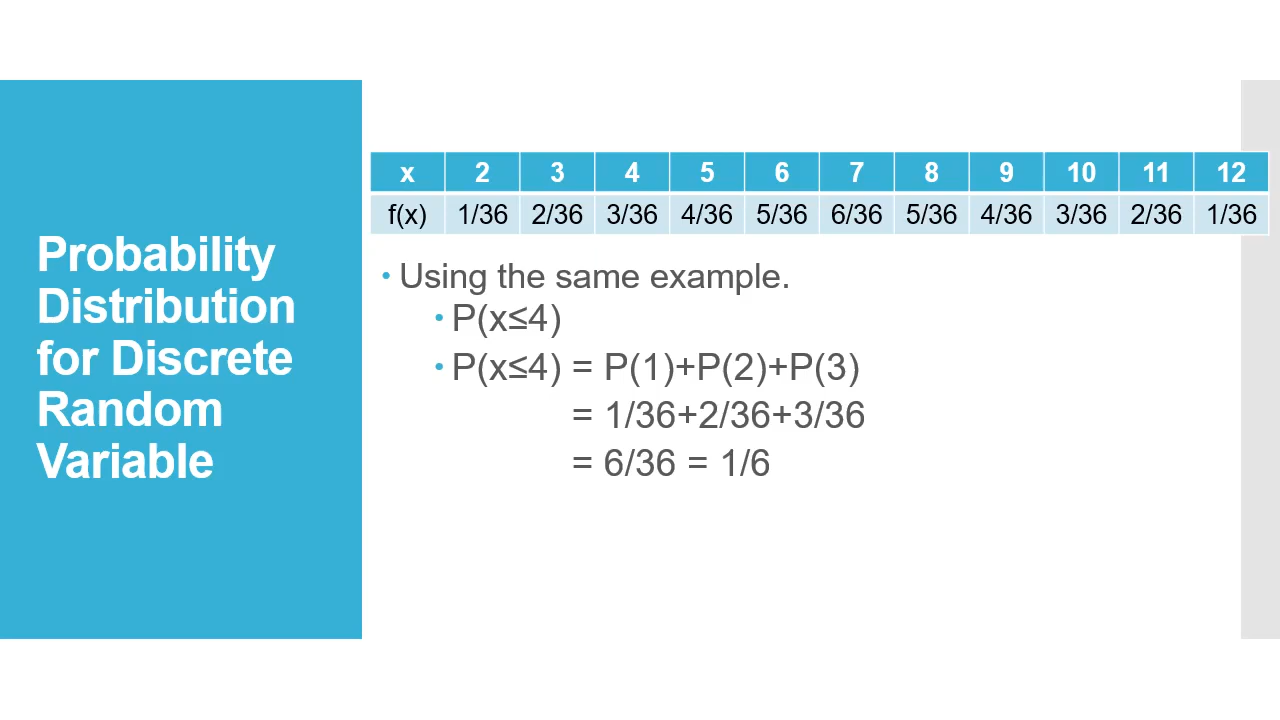 Probability
Distribution
for Discrete
Random
Variable
x 2 3 4 5 6 7 8 9 10 11 12
f(x) 1/36 2/36 3/36 4/36 5/36 6/36 5/36 4/36 3/36 2/36 1/36
• Using the same example.
• P(x≤4)
• P(x≤4) = P(1)+P(2)+P(3)
= 1/36+2/36+3/36
= 6/36 = 1/6